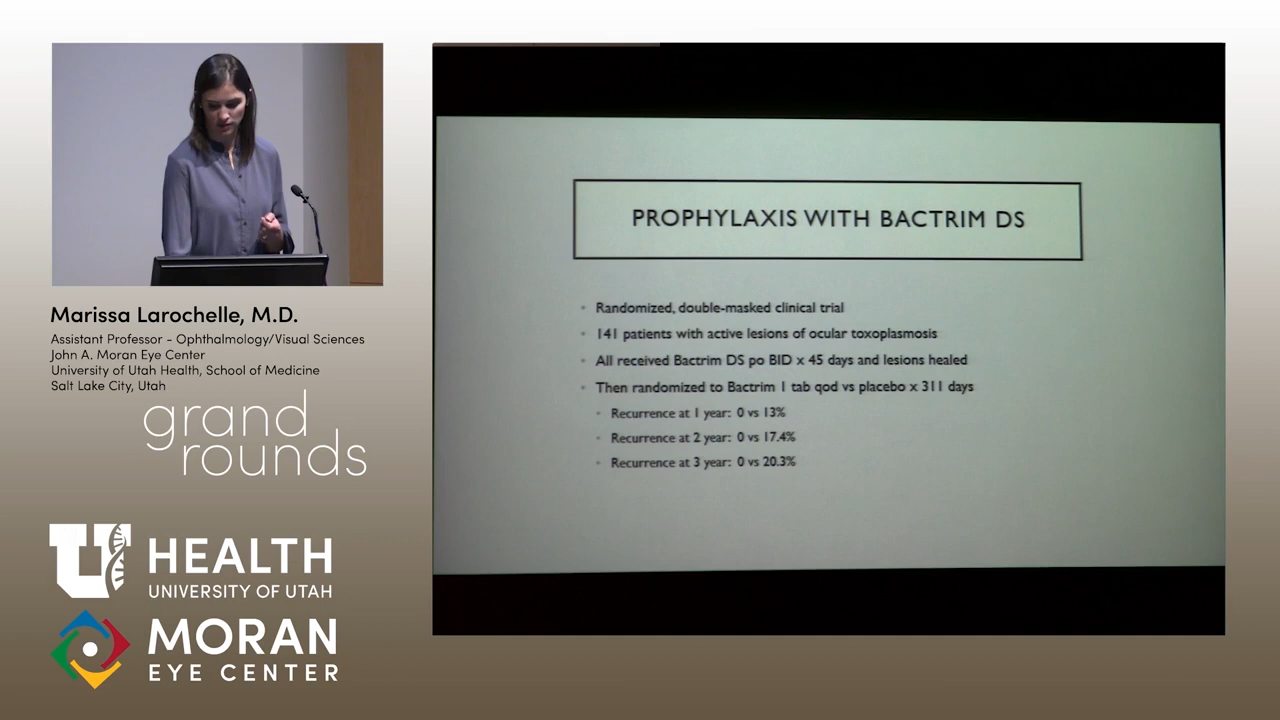 Marissa Larochelle, M.D.
Assistant Professor - Ophthalmology/Visual Sciences
John A. Moran Eye Center
University of Utah Health, School of Medicine
Salt Lake City, Utah
grand
rounds
U
HEALTH
UNIVERSITY OF UTAH
MORAN
EYE CENTER
PROPHYLAXIS WITH BACTRIM DS
Randomized, double-masked clinical trial
141 patients with active lesions of ocular toxoplasmosis
All received Bactrim DS po BID x 45 days and lesions healed
Then randomized to Bactrim 1 tab qod vs placebo x 311 days
Recurrence at 1 year: 0 vs 13%
Recurrence at 2 year: 0 vs 17.4%
Recurrence at 3 year: 0 vs 20.3%